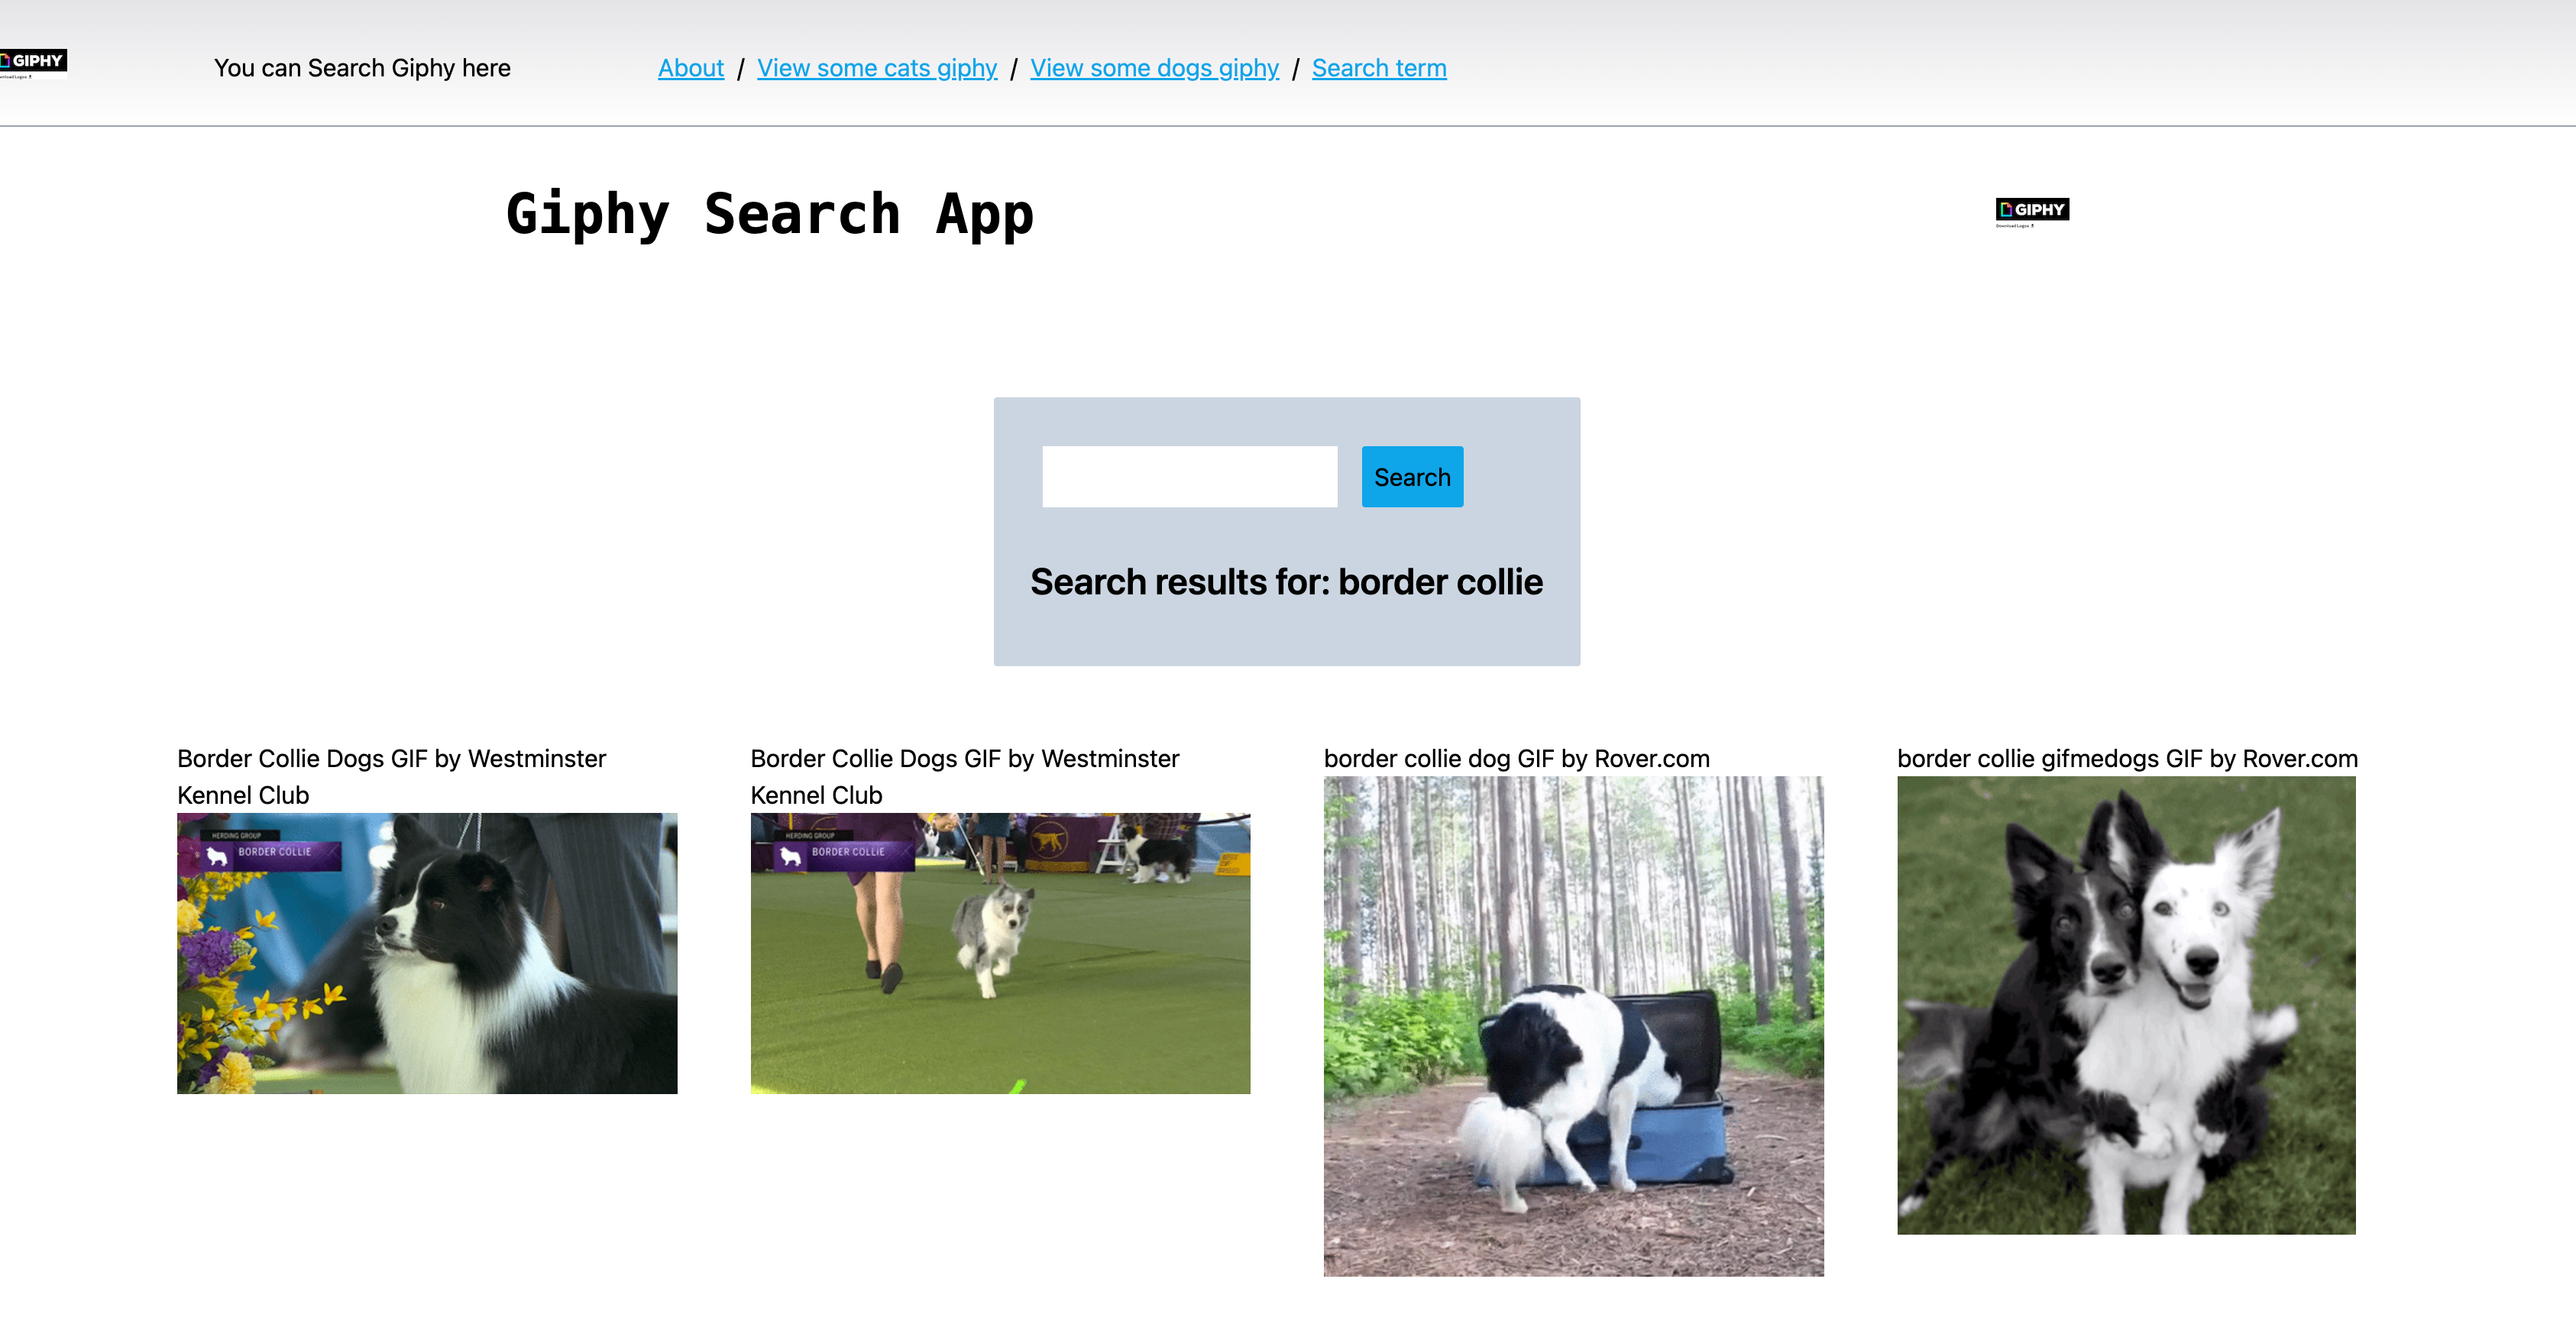 GIPHY
You can Search Giphy here
About / View some cats giphy / View some dogs giphy / Search term
Giphy Search App
GIPHY
Download Logos
Search
Search results for: border collie
Border Collie Dogs GIF by Westminster
Kennel Club
HERDING GROUP
BORDER COLLIE
Border Collie Dogs GIF by Westminster
Kennel Club
HERDING GROUP
BORDER COLLIE
border collie dog GIF by Rover.com
border collie gifmedogs GIF by Rover.com